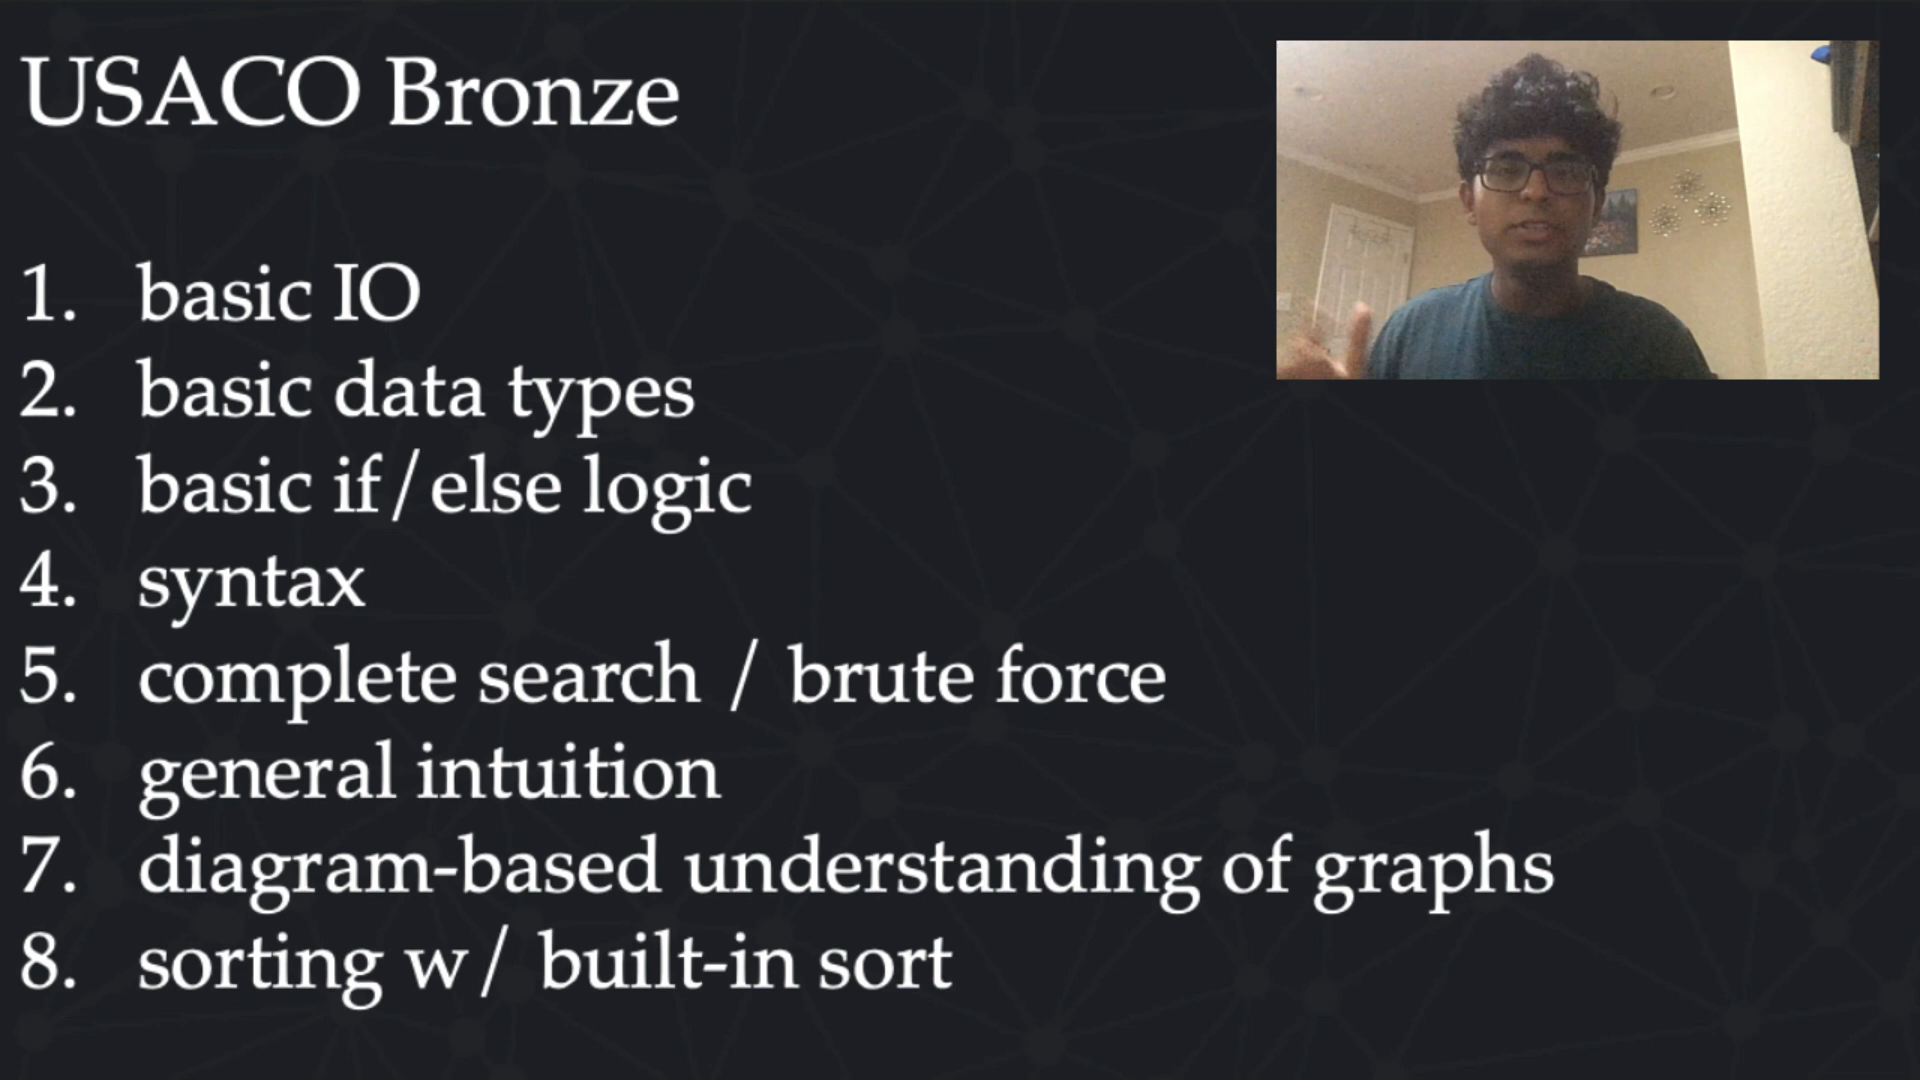 USACO Bronze
1. basic IO
2. basic data types
3. basic if/else logic
4. syntax
5. complete search / brute force
6. general intuition
7. diagram-based understanding of graphs
8. sorting w/ built-in sort